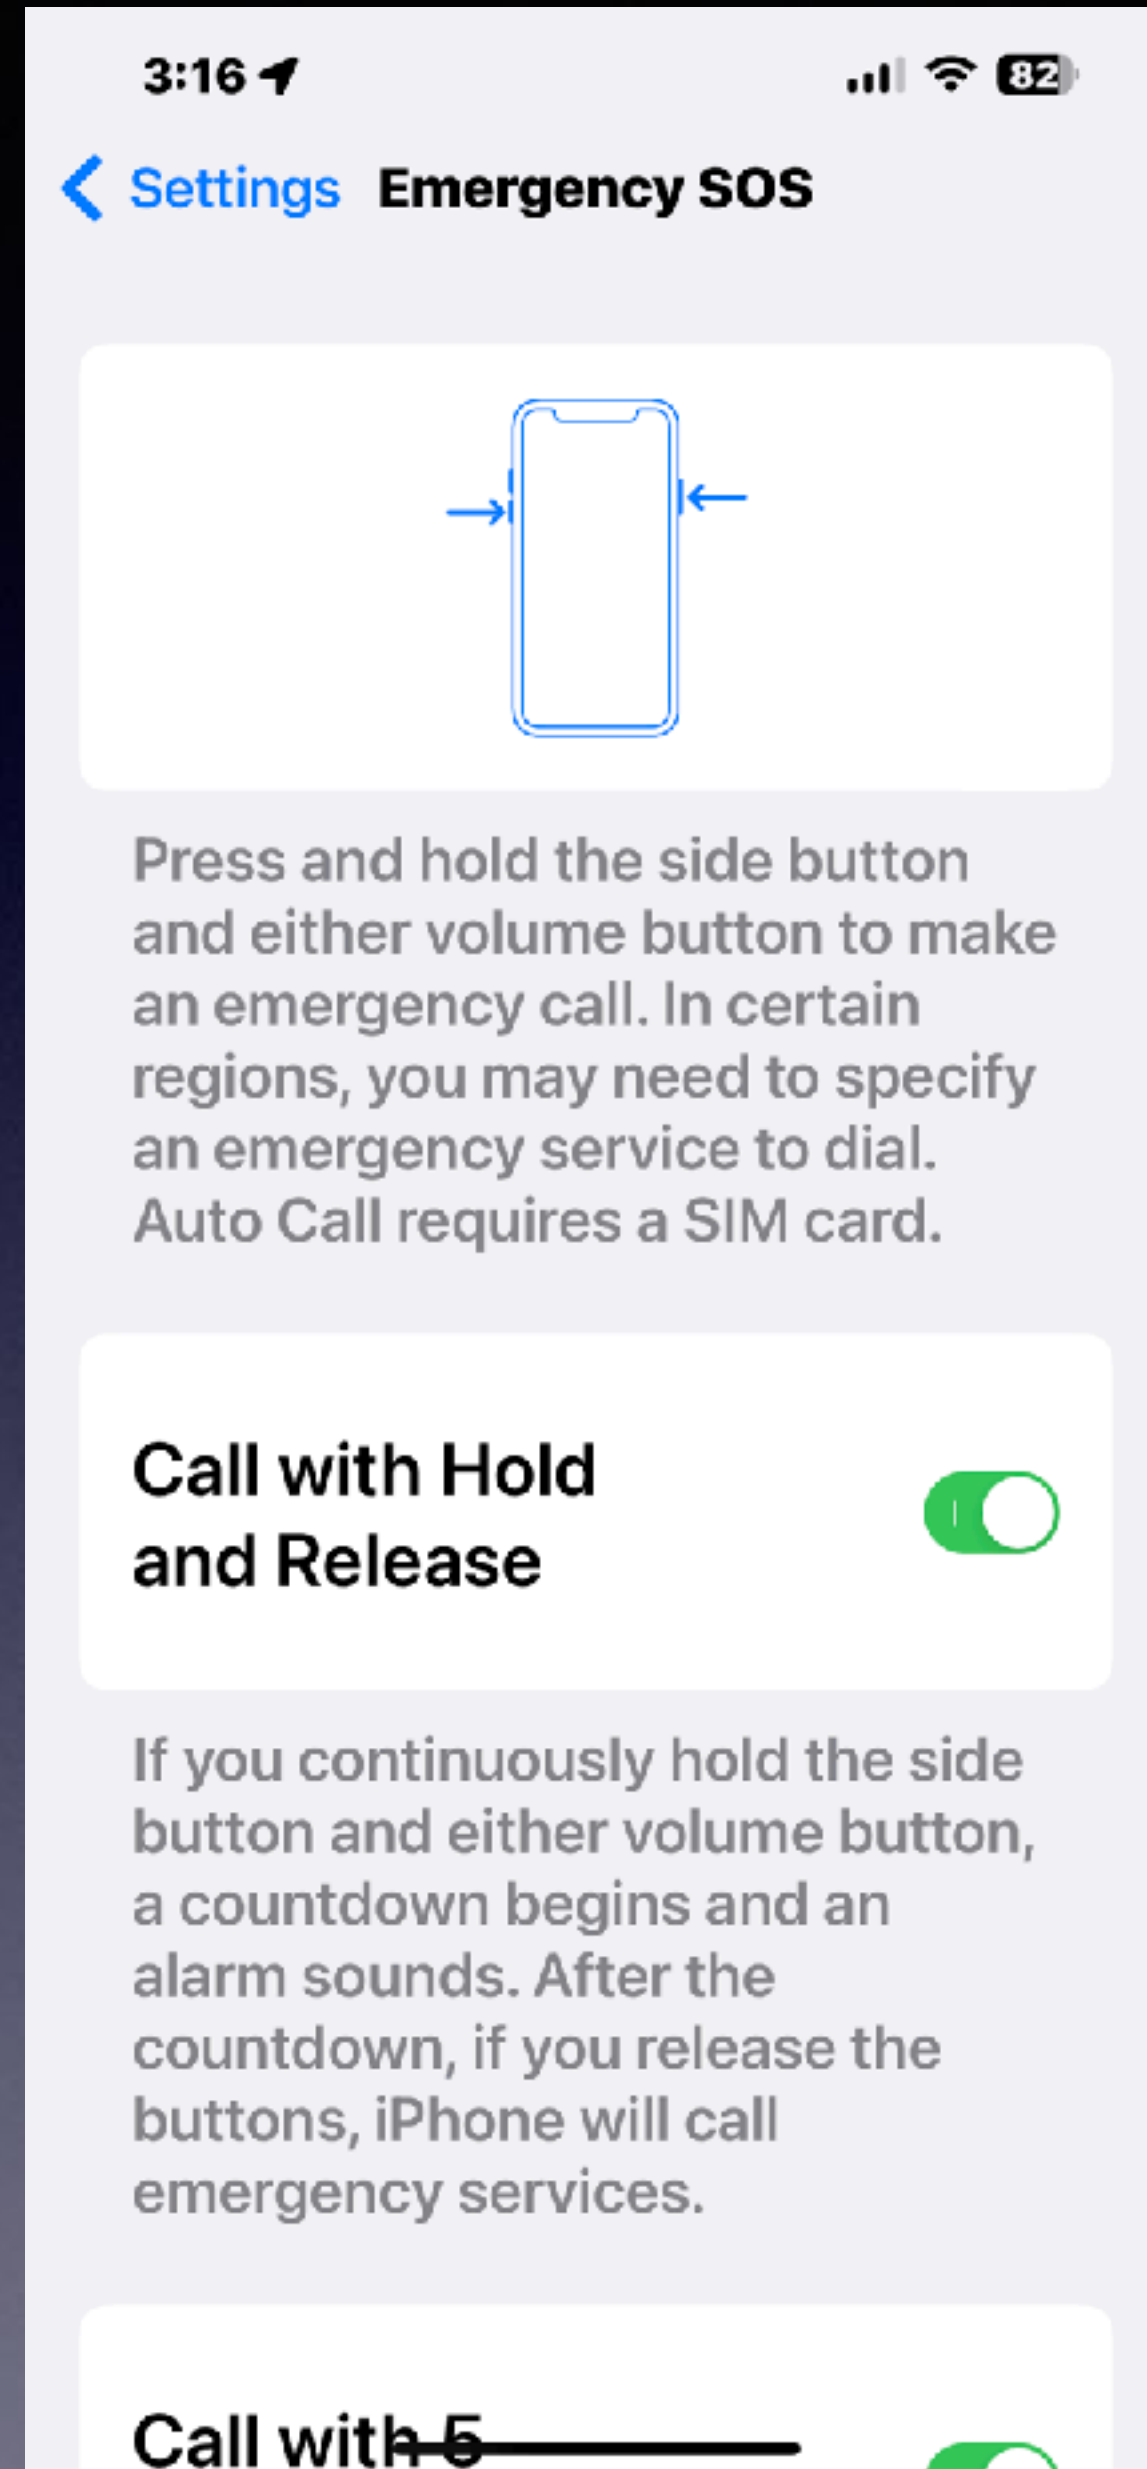 3:16
82
Settings Emergency SOS
Press and hold the side button
and either volume button to make
an emergency call. In certain
regions, you may need to specify
an emergency service to dial.
Auto Call requires a SIM card.
Call with Hold
and Release
If you continuously hold the side
button and either volume button,
a countdown begins and an
alarm sounds. After the
countdown, if you release the
buttons, iPhone will call
emergency services.
Call with 5